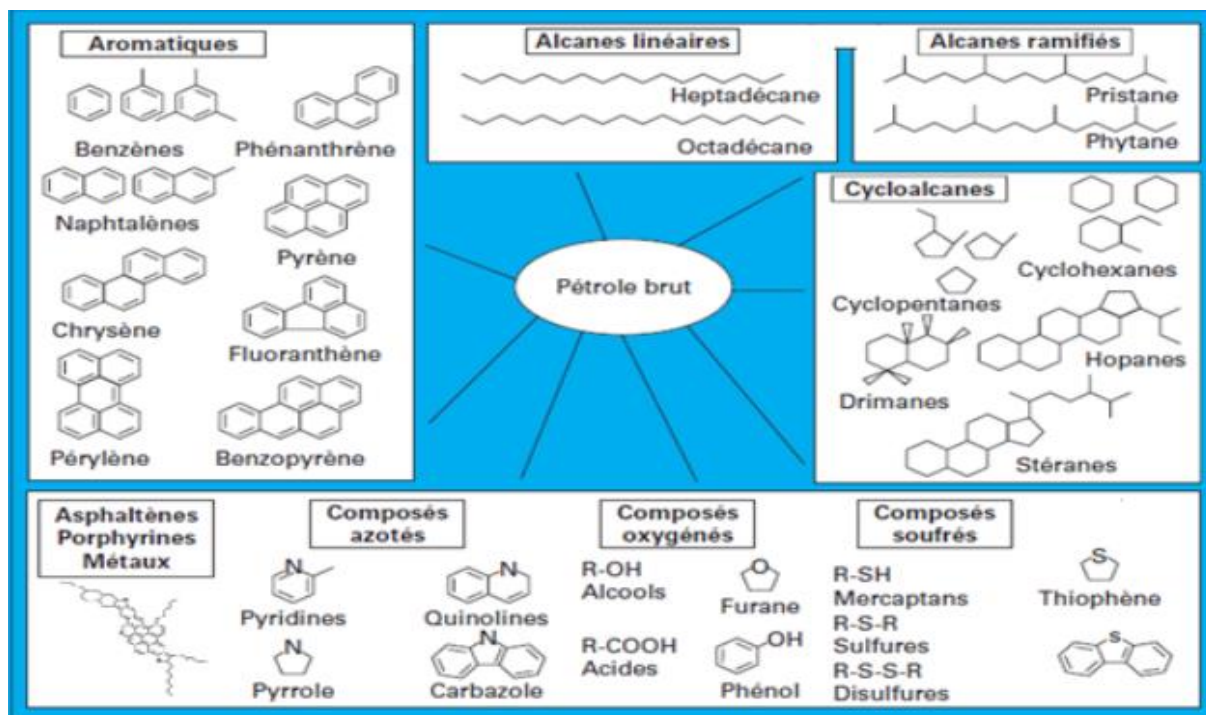 Aromatiques
Benzènes
Phénanthrène
Naphtalènes
Pyrène
Chrysène
Fluoranthène
Pérylène
Benzopyrène
Alcanes linéaires
Heptadécane
Octadécane
Alcanes ramifiés
Pristane
Phytane
Pétrole brut
Cycloalcanes
Cyclohexanes
Cyclopentanes
Hopanes
Drimanes
Stéranes
Asphaltènes
Porphyrines
Métaux
Composés
azotés
N
Pyridines
N
Quinolines
N
Pyrrole
N
Carbazole
Composés
oxygénés
R-OH
Alcools
O
Furane
R-COOH
Acides
OH
Phénol
Composés
soufrés
R-SH
Mercaptans
R-S-R
Sulfures
R-S-S-R
Disulfures
S
Thiophène
S